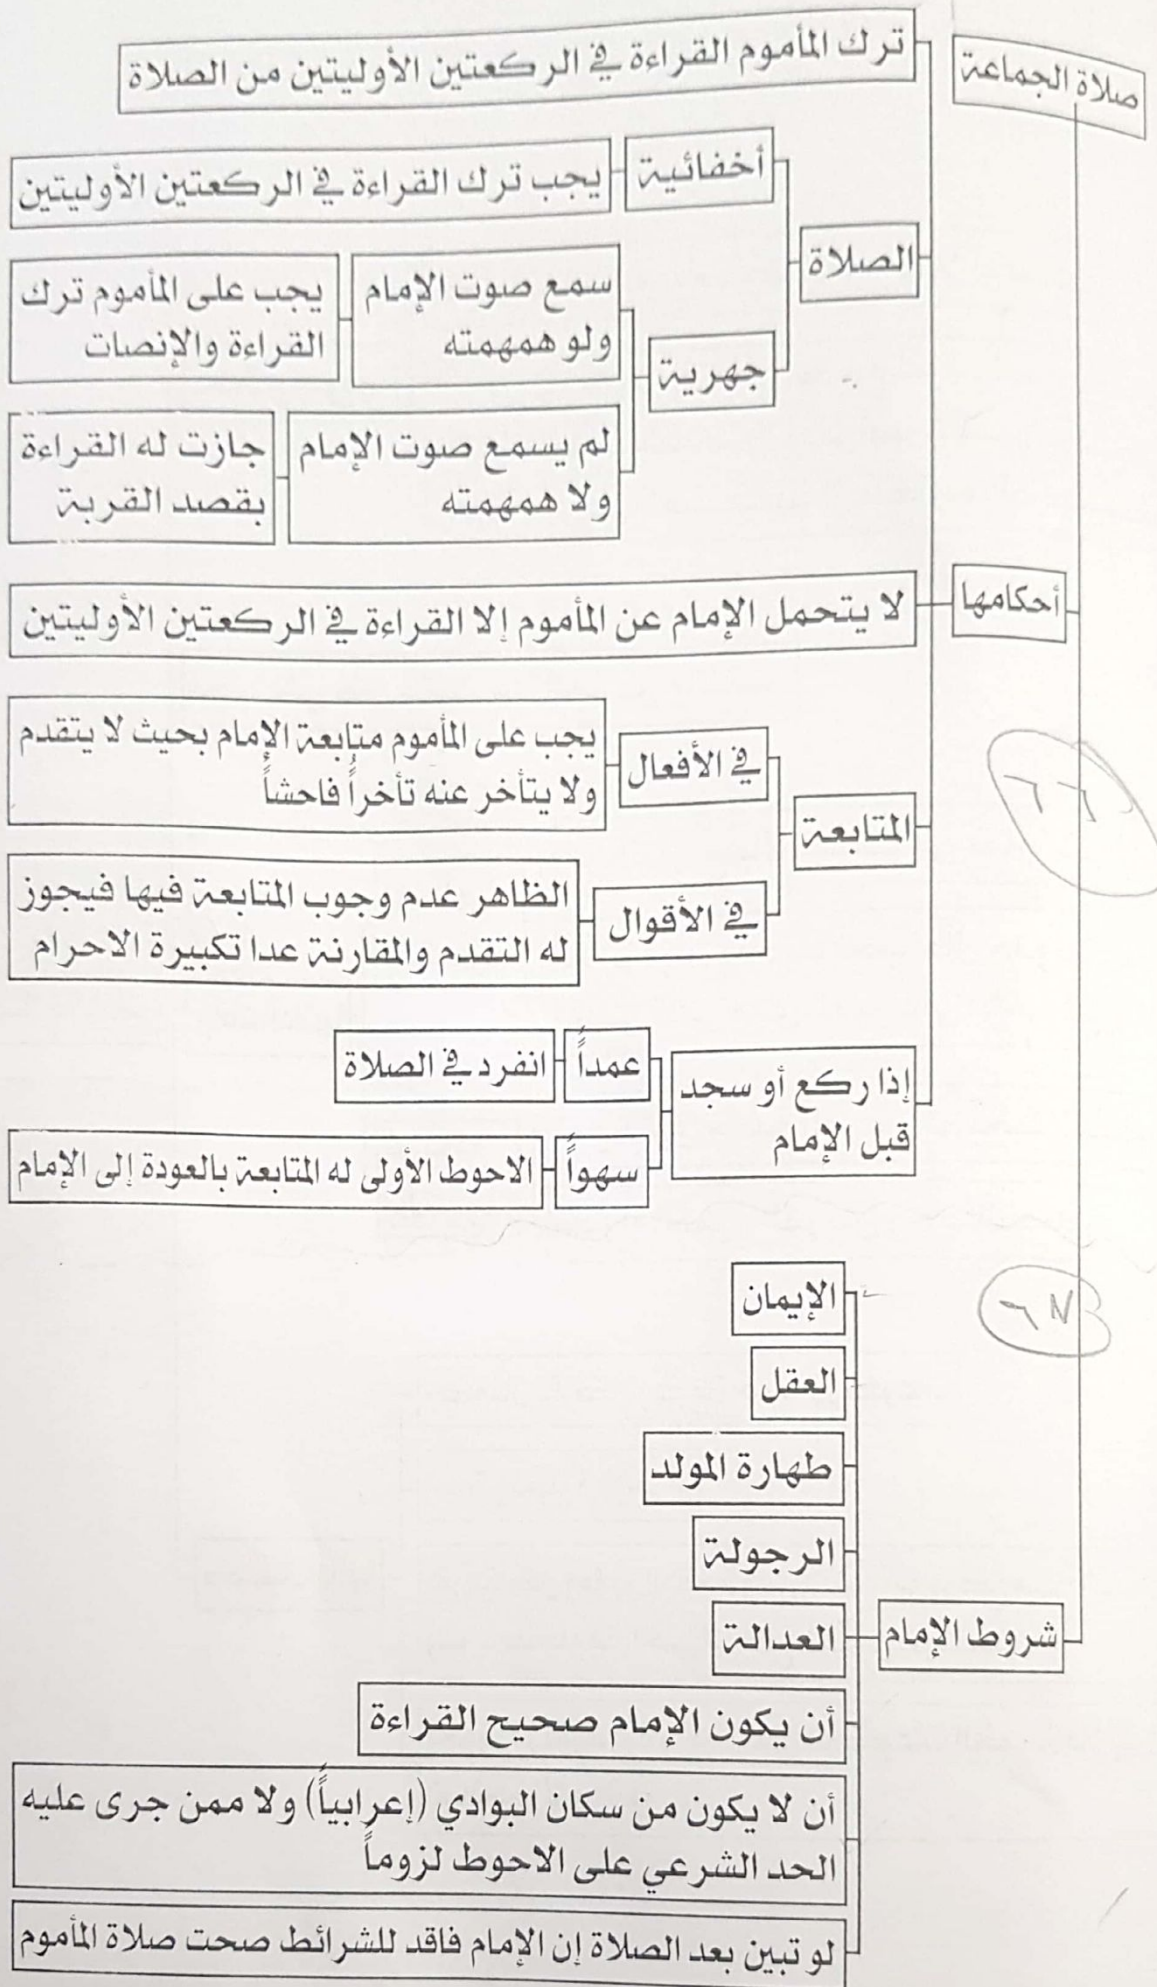 صلاة الجماعة
ترك المأموم القراءة في الركعتين الأوليتين من الصلاة
الصلاة
أخفائية
يجب ترك القراءة في الركعتين الأوليتين
جهرية
سمع صوت الإمام
ولو همهمته
يجب على المأموم ترك
القراءة والإنصات
لم يسمع صوت الإمام
ولا همهمته
جازت له القراءة
بقصد القربة
أحكامها
لا يتحمل الإمام عن المأموم إلا القراءة في الركعتين الأوليتين
المتابعة
في الأفعال
يجب على المأموم متابعة الإمام بحيث لا يتقدم
ولا يتأخر عنه تأخراً فاحشاً
في الأقوال
الظاهر عدم وجوب المتابعة فيها فيجوز
له التقدم والمقارنة عدا تكبيرة الاحرام
إذا ركع أو سجد
قبل الإمام
عمداً
انفرد في الصلاة
سهواً
الاحوط الأولى له المتابعة بالعودة إلى الإمام
٦٦
شروط الإمام
الإيمان
العقل
طهارة المولد
الرجولة
العدالة
أن يكون الإمام صحيح القراءة
أن لا يكون من سكان البوادي (إعرابياً) ولا ممن جرى عليه
الحد الشرعي على الاحوط لزوماً
لو تبين بعد الصلاة إن الإمام فاقد للشرائط صحت صلاة المأموم